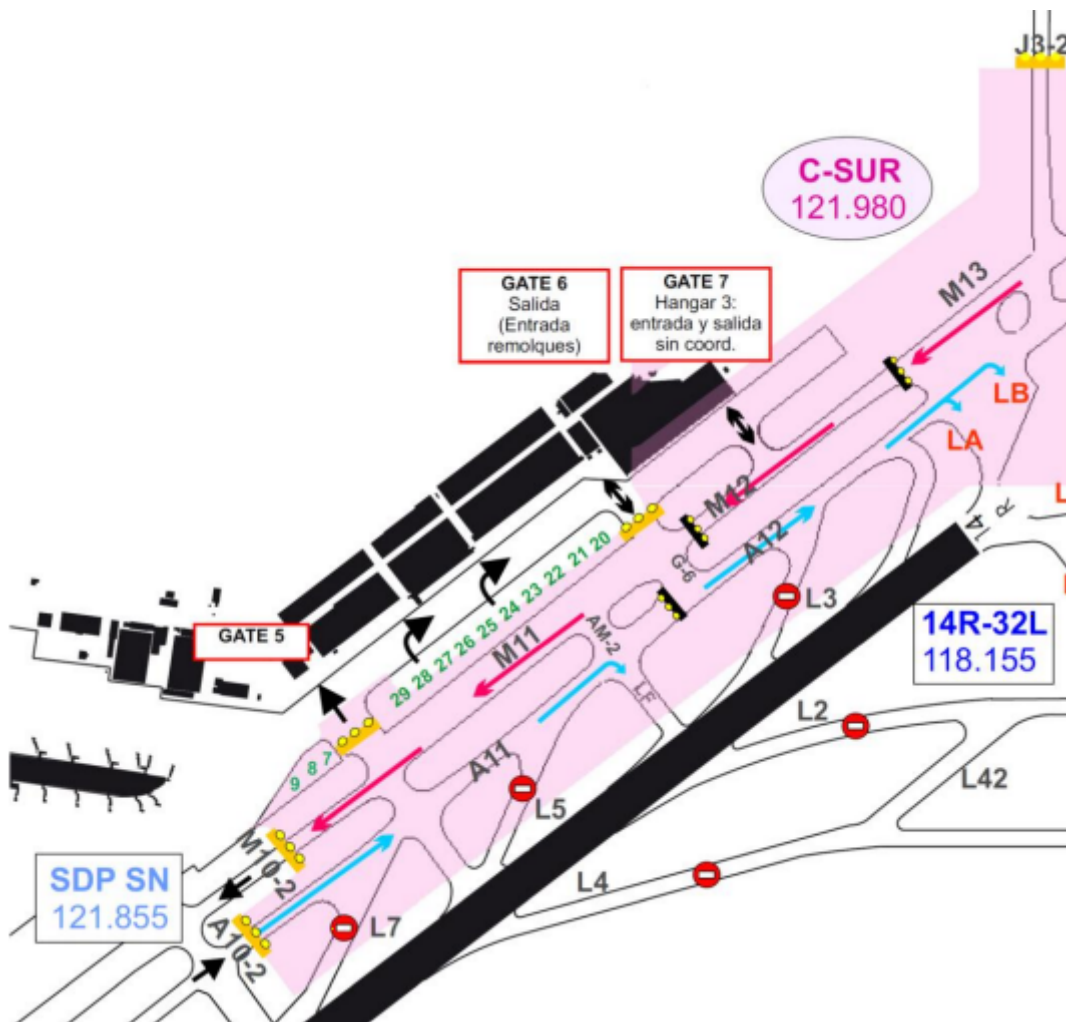 J3-2
C-SUR
121.980
M13
GATE 6
Salida
(Entrada
remolques)
GATE 7
Hangar 3:
entrada y salida
sin coord.
LB
LA
M12
14 R
A12
G-6
L3
20
21
22
23
24
25
26
27
28
29
M11
AM-2
LF
GATE 5
14R-32L
118.155
L2
L42
A11
L5
7
8
9
M10-2
L4
SDP SN
121.855
A10-2
L7